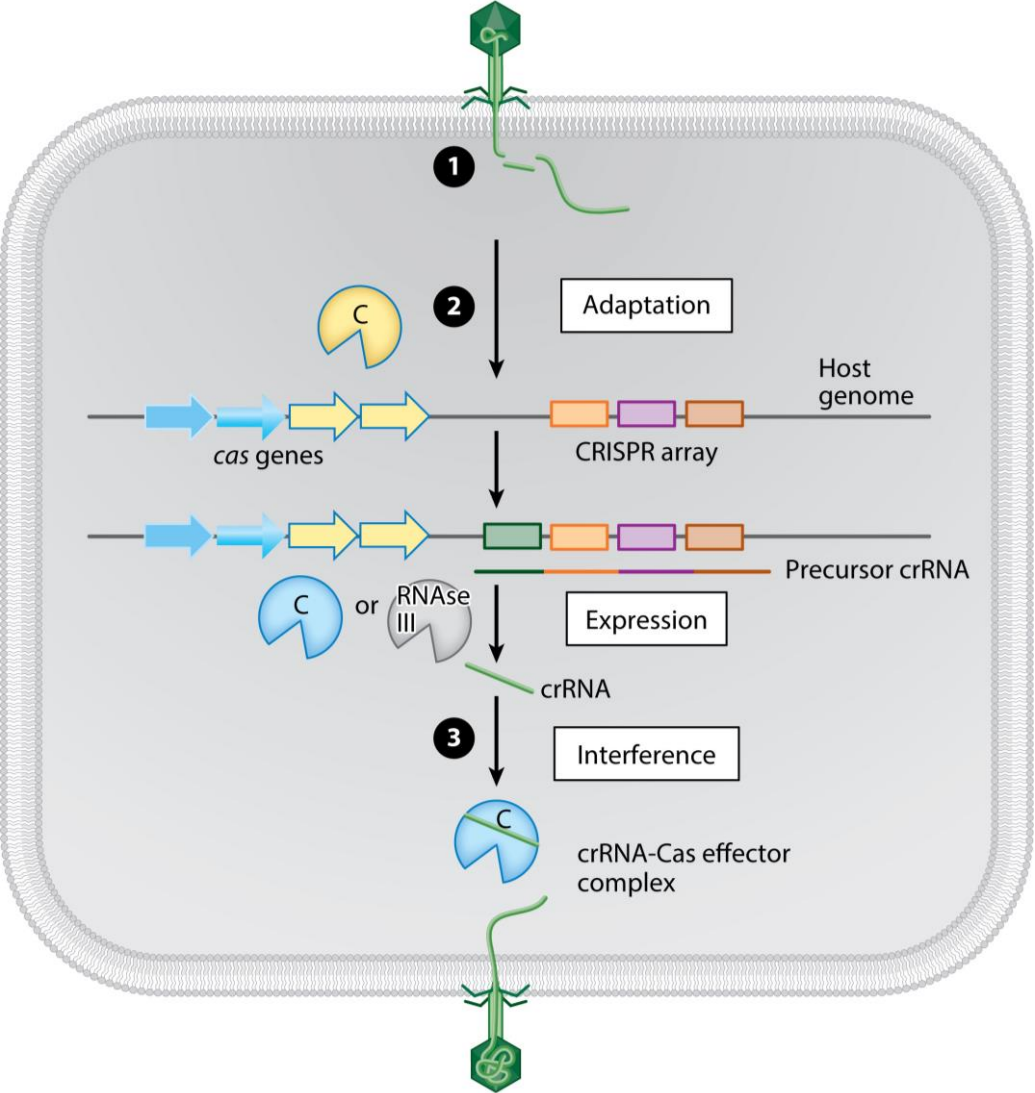 1
C
2
Adaptation
Host
genome
cas genes
CRISPR array
Precursor crRNA
C
or
RNAse
III
Expression
crRNA
3
Interference
C
crRNA-Cas effector
complex